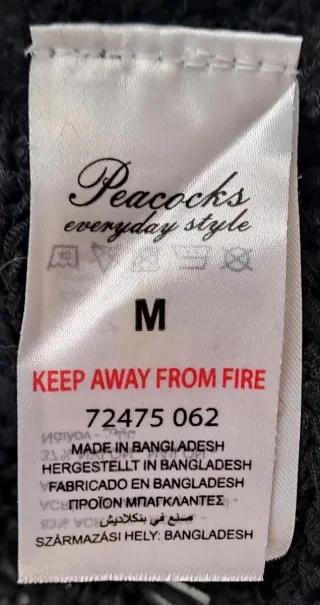 Peacocks
everyday style
M
KEEP AWAY FROM FIRE
72475 062
MADE IN BANGLADESH
HERGESTELLT IN BANGLADESH
FABRICADO EN BANGLADESH
ΠΡΟΪΟΝ ΜΠΑΓΚΛΑΝΤΕΣ
صنع في بنكلاديش
SZÁRMAZÁSI HELY: BANGLADESH